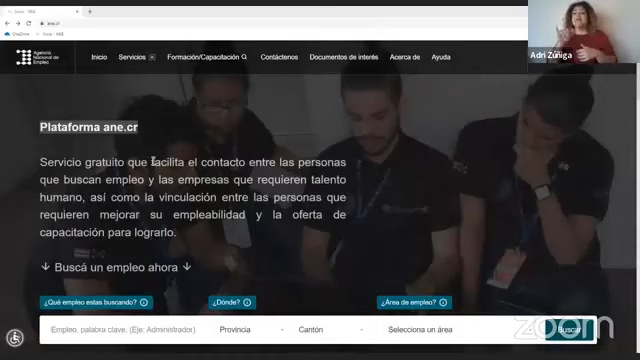 Inicio - ANE
ane.cr
Agencia
Nacional de
Empleo
Inicio Servicios Formación/Capacitación Contáctenos Documentos de interés Acerca de Ayuda
Adri Zúñiga
Plataforma ane.cr
Servicio gratuito que facilita el contacto entre las personas
que buscan empleo y las empresas que requieren talento
humano, así como la vinculación entre las personas que
requieren mejorar su empleabilidad y la oferta de
capacitación para lograrlo.
↓ Buscá un empleo ahora ↓
¿Qué empleo estas buscando? ¿Dónde? ¿Área de empleo?
Empleo, palabra clave, (Eje: Administrador) Provincia - Cantón - Selecciona un área Buscar
zoom